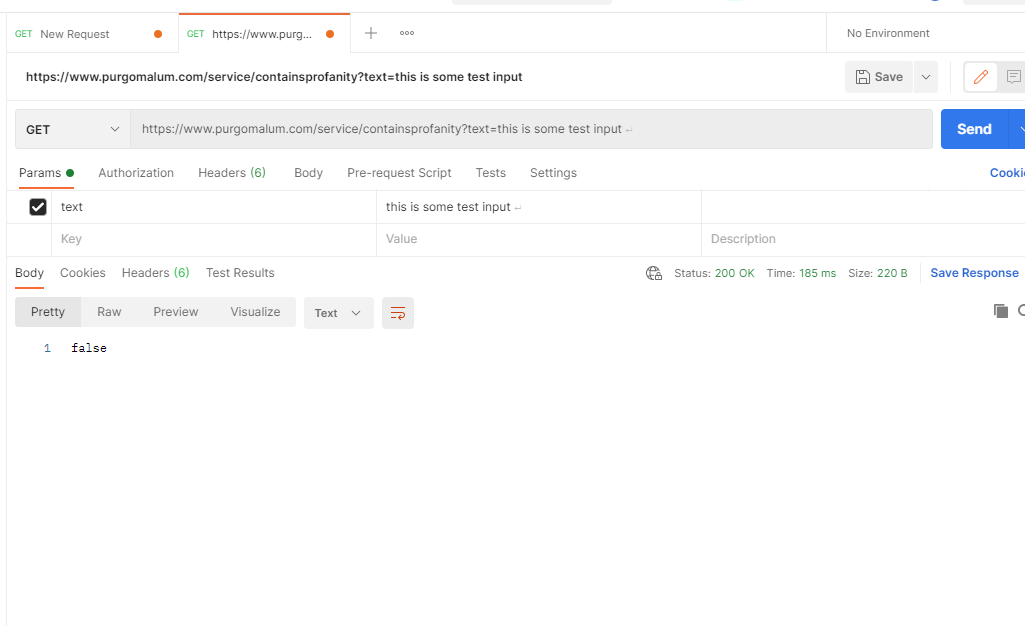 GET New Request GET https://www.purg... No Environment
https://www.purgomalum.com/service/containsprofanity?text=this is some test input Save
GET https://www.purgomalum.com/service/containsprofanity?text=this is some test input ↵ Send
Params Authorization Headers (6) Body Pre-request Script Tests Settings Cooki
text this is some test input ↵
Key Value Description
Body Cookies Headers (6) Test Results Status: 200 OK Time: 185 ms Size: 220 B Save Response
Pretty Raw Preview Visualize Text
1 false